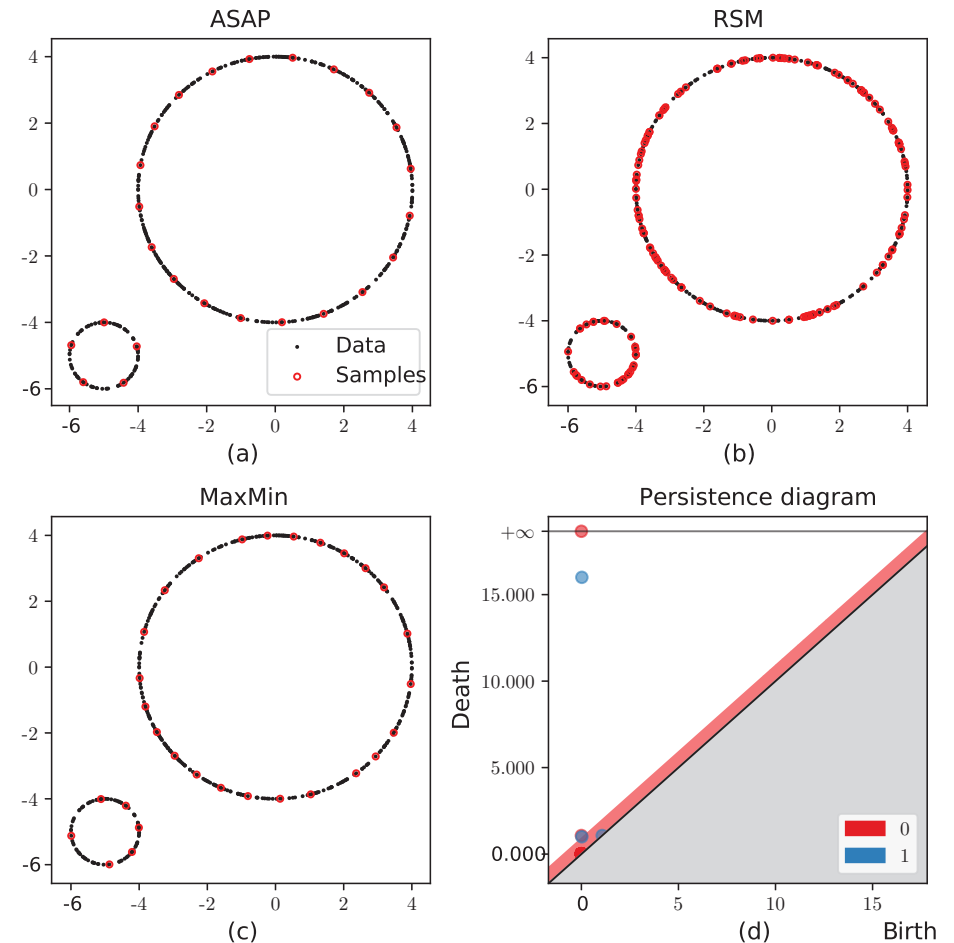 ASAP
4
2
0
-2
-4
-6
-6 -4 -2 0 2 4
Data
Samples
(a)
RSM
4
2
0
-2
-4
-6
-6 -4 -2 0 2 4
(b)
MaxMin
4
2
0
-2
-4
-6
-6 -4 -2 0 2 4
(c)
Persistence diagram
+∞
15.000
10.000
5.000
0.000
Death
0
1
0 5 10 15
(d) Birth